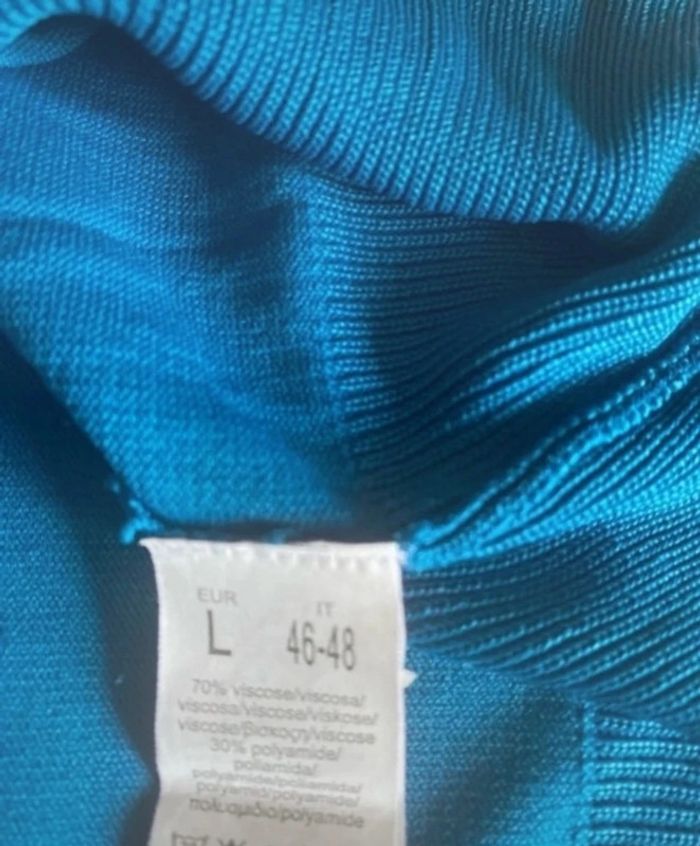 EUR IT
L 46-48
70% viscose/viscosa/
viscosa/viscose/viskose/
viscose/βισκοζη/viscose
30% polyamide/
poliamida/
polyamide/poliamida/
polyamid/polyamide/
πολυαμιδιο/polyamide